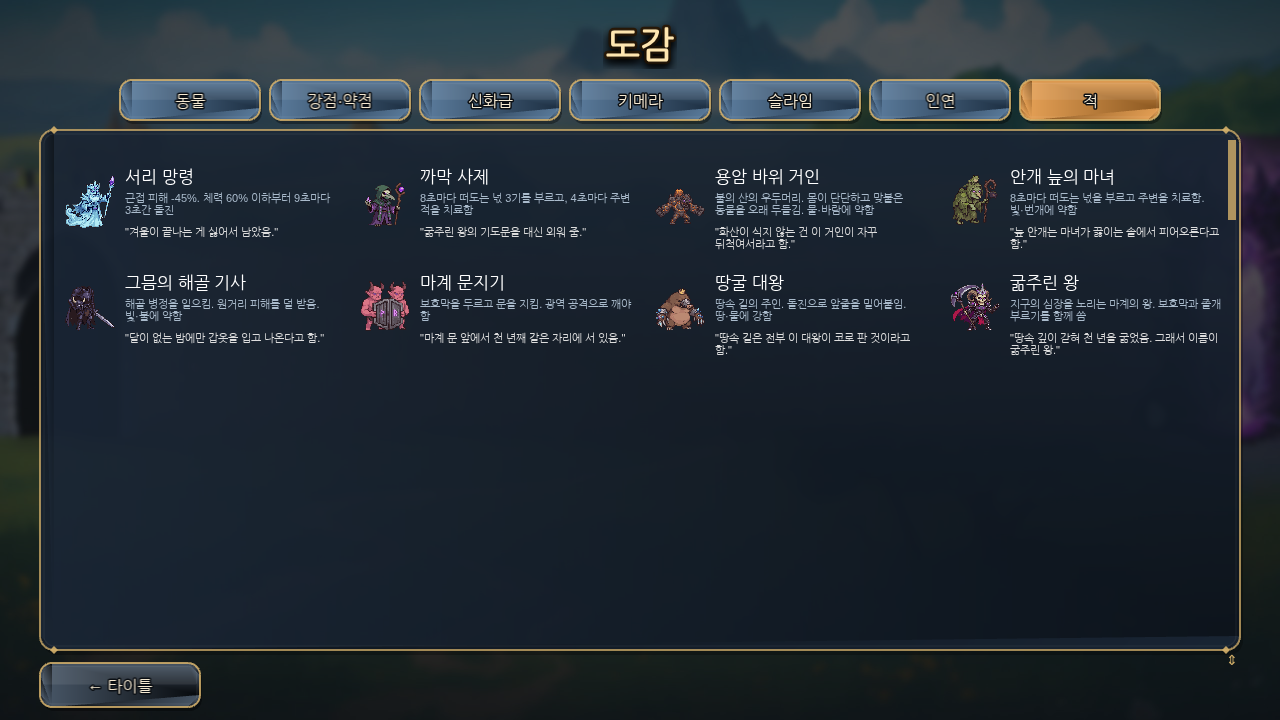 도감
동물
강점·약점
신화급
키메라
슬라임
인연
적
서리 망령
근접 피해 -45%. 체력 60% 이하부터 9초마다
3초간 돌진
"겨울이 끝나는 게 싫어서 남았음."
까막 사제
8초마다 떠도는 넋 3기를 부르고, 4초마다 주변
적을 치료함
"굶주린 왕의 기도문을 대신 외워 줌."
용암 바위 거인
불의 산의 우두머리. 몸이 단단하고 맞붙은
동물을 오래 두들김. 물·바람에 약함
"화산이 식지 않는 건 이 거인이 자꾸
뒤척여서라고 함."
안개 늪의 마녀
8초마다 떠도는 넋을 부르고 주변을 치료함.
빛·번개에 약함
"늪 안개는 마녀가 끓이는 솥에서 피어오른다고
함."
그믐의 해골 기사
해골 병정을 일으킴. 원거리 피해를 덜 받음.
빛·불에 약함
"달이 없는 밤에만 갑옷을 입고 나온다고 함."
마계 문지기
보호막을 두르고 문을 지킴. 광역 공격으로 깨야
함
"마계 문 앞에서 천 년째 같은 자리에 서 있음."
땅굴 대왕
땅속 길의 주인. 돌진으로 앞줄을 밀어붙임.
땅·물에 강함
"땅속 길은 전부 이 대왕이 코로 판 것이라고
함."
굶주린 왕
지구의 심장을 노리는 마계의 왕. 보호막과 졸개
부르기를 함께 씀
"땅속 깊이 갇혀 천 년을 굶었음. 그래서 이름이
굶주린 왕."
← 타이틀
⇕